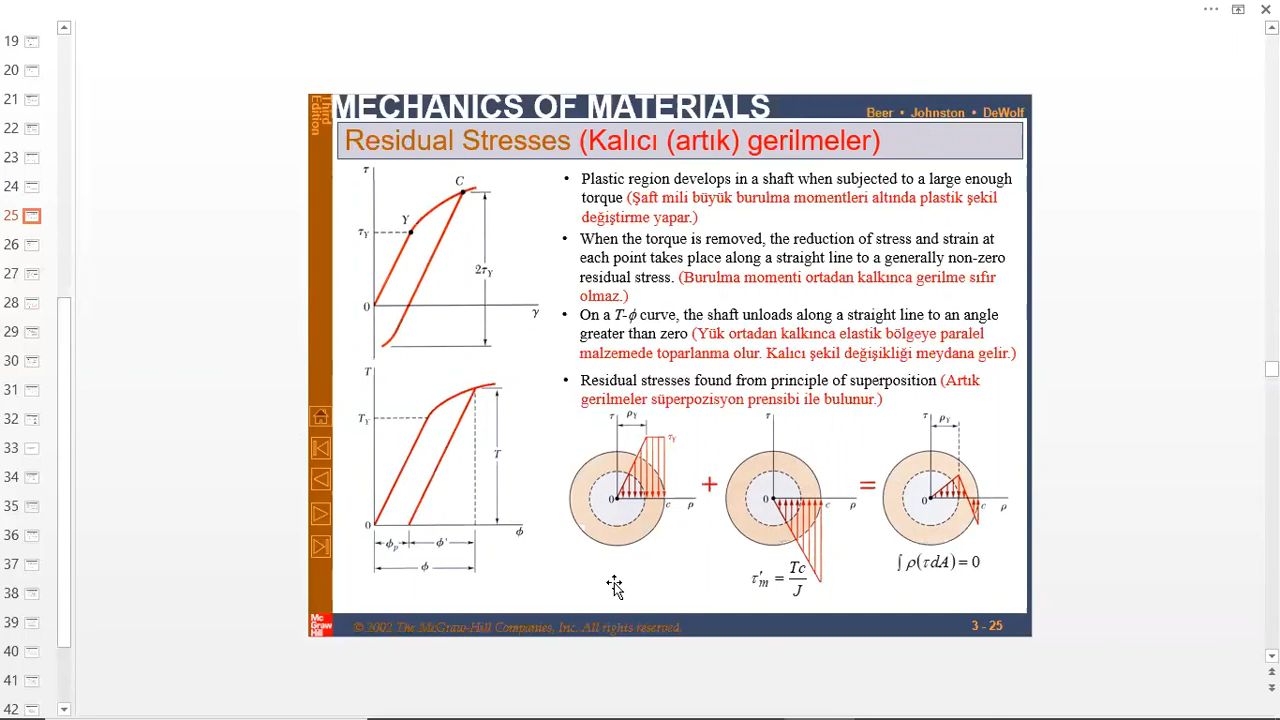 19
20
21
22
23
24
25
26
27
28
29
30
31
32
33
34
35
36
37
38
39
40
41
42
Third
Edition
MECHANICS OF MATERIALS
Beer • Johnston • DeWolf
Residual Stresses (Kalıcı (artık) gerilmeler)
τ
C
Y
τY
2τY
0
γ
T
TY
T
0
ϕ
ϕp
ϕ'
ϕ
• Plastic region develops in a shaft when subjected to a large enough
torque (Şaft mili büyük burulma momentleri altında plastik şekil
değiştirme yapar.)
• When the torque is removed, the reduction of stress and strain at
each point takes place along a straight line to a generally non-zero
residual stress. (Burulma momenti ortadan kalkınca gerilme sıfır
olmaz.)
• On a T-ϕ curve, the shaft unloads along a straight line to an angle
greater than zero (Yük ortadan kalkınca elastik bölgeye paralel
malzemede toparlanma olur. Kalıcı şekil değişikliği meydana gelir.)
• Residual stresses found from principle of superposition (Artık
gerilmeler süperpozisyon prensibi ile bulunur.)
τ
ρY
τY
0
c
ρ
+
τ
0
c
ρ
=
τ
ρY
0
c
ρ
τ'm = Tc/J
∫ρ(τdA) = 0
Mc
Graw
Hill
© 2002 The McGraw-Hill Companies, Inc. All rights reserved.
3 - 25